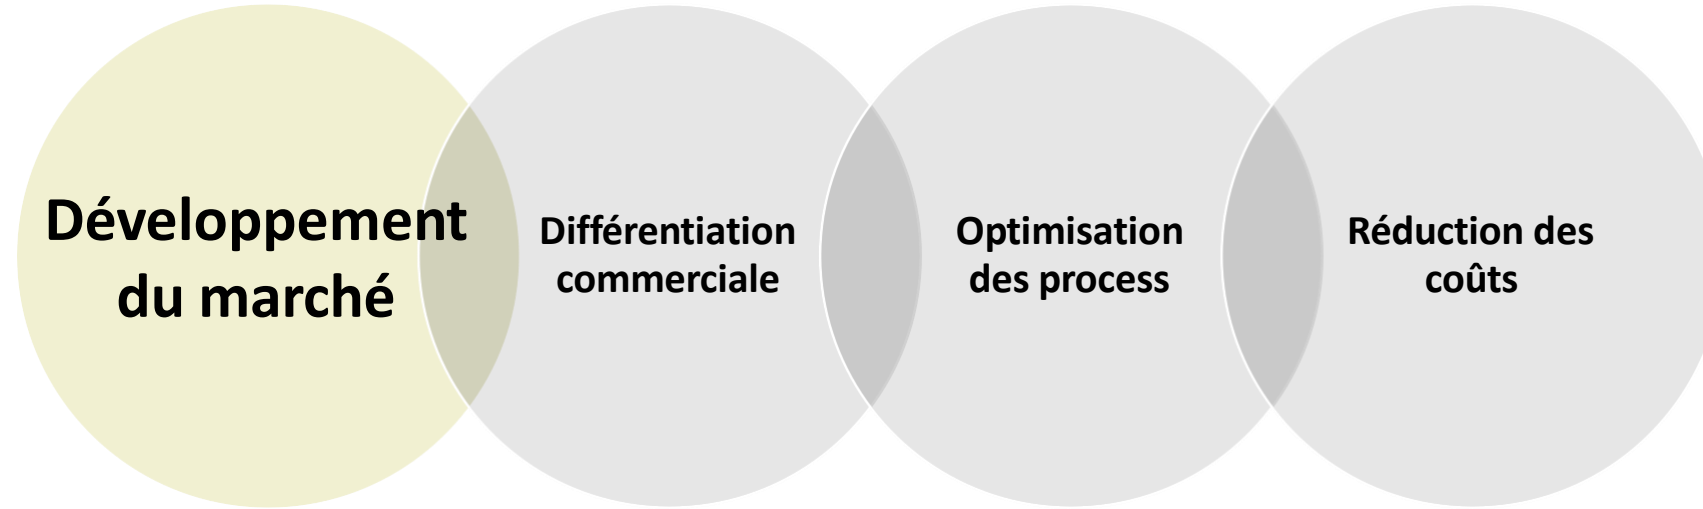 Développement
du marché
Différentiation
commerciale
Optimisation
des process
Réduction des
coûts